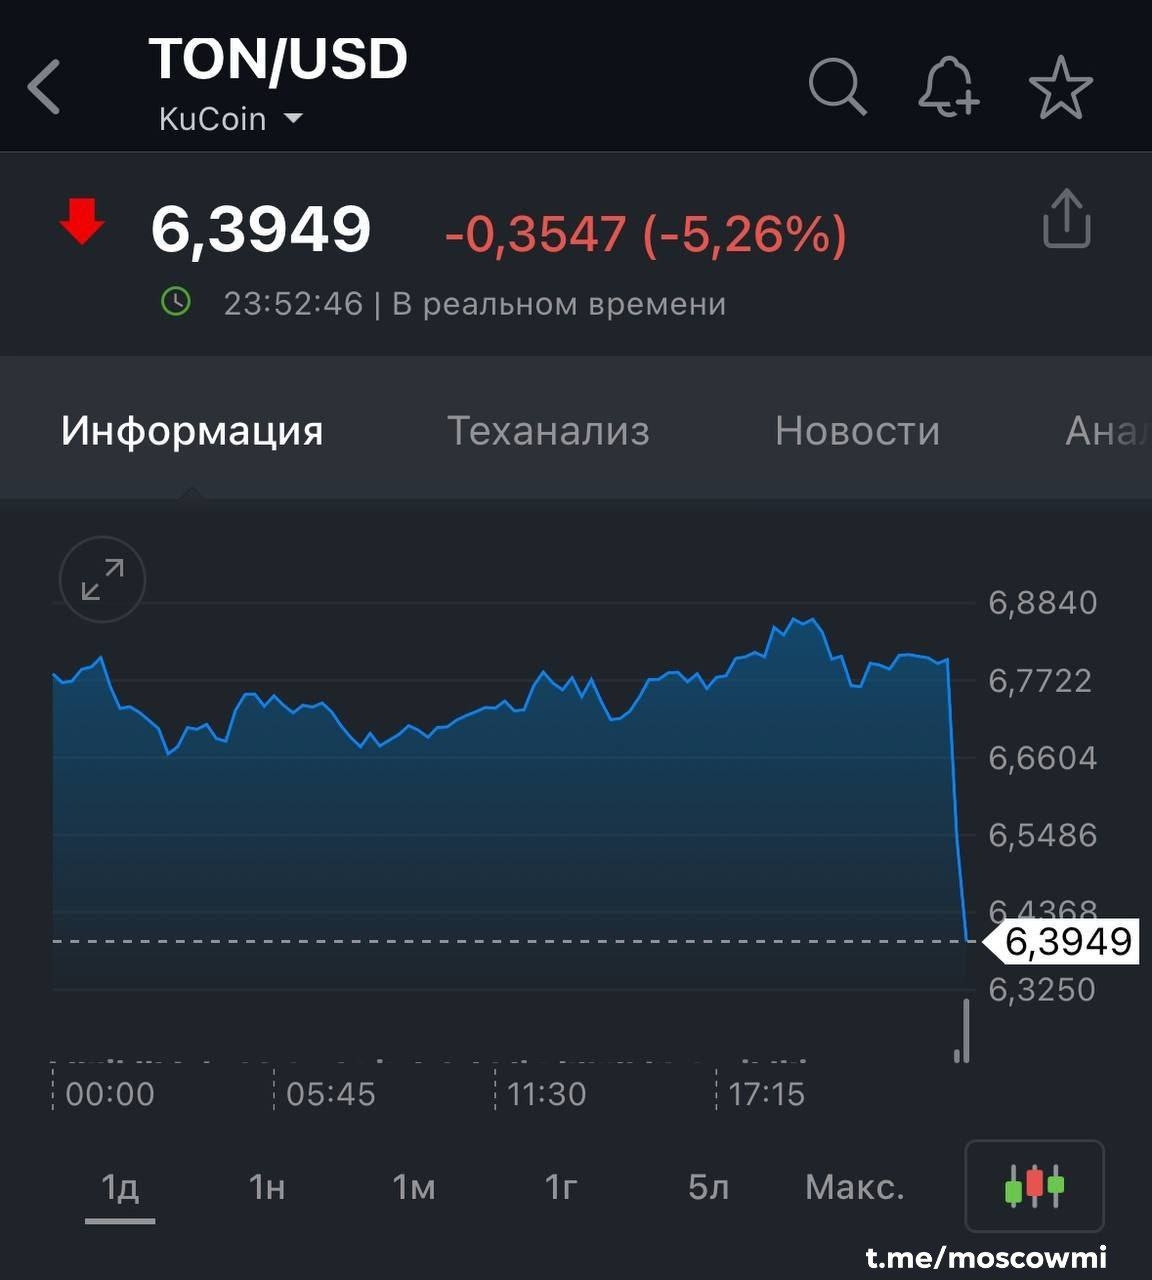 TON/USD
KuCoin
6,3949 -0,3547 (-5,26%)
23:52:46 | В реальном времени
Информация Теханализ Новости Анал
6,8840
6,7722
6,6604
6,5486
6,4368
6,3949
6,3250
00:00 05:45 11:30 17:15
1д 1н 1м 1г 5л Макс.
t.me/moscowmi